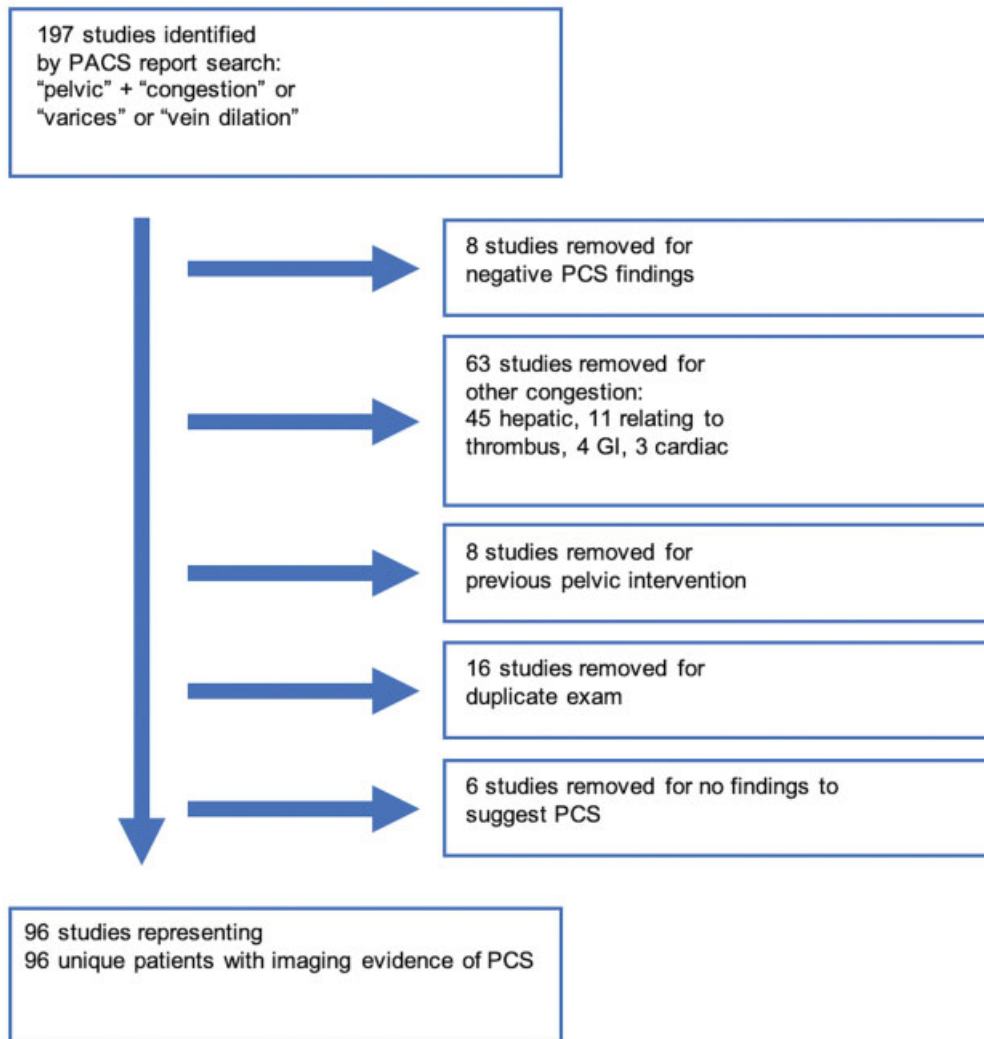 197 studies identified
by PACS report search:
“pelvic” + “congestion” or
“varices” or “vein dilation”
8 studies removed for
negative PCS findings
63 studies removed for
other congestion:
45 hepatic, 11 relating to
thrombus, 4 GI, 3 cardiac
8 studies removed for
previous pelvic intervention
16 studies removed for
duplicate exam
6 studies removed for no findings to
suggest PCS
96 studies representing
96 unique patients with imaging evidence of PCS